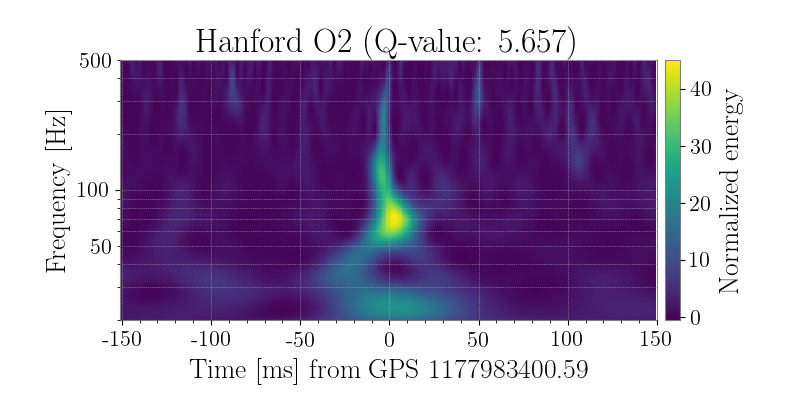 Hanford O2 (Q-value: 5.657)
500
100
50
Frequency [Hz]
-150 -100 -50 0 50 100 150
Time [ms] from GPS 1177983400.59
40
30
20
10
0
Normalized energy